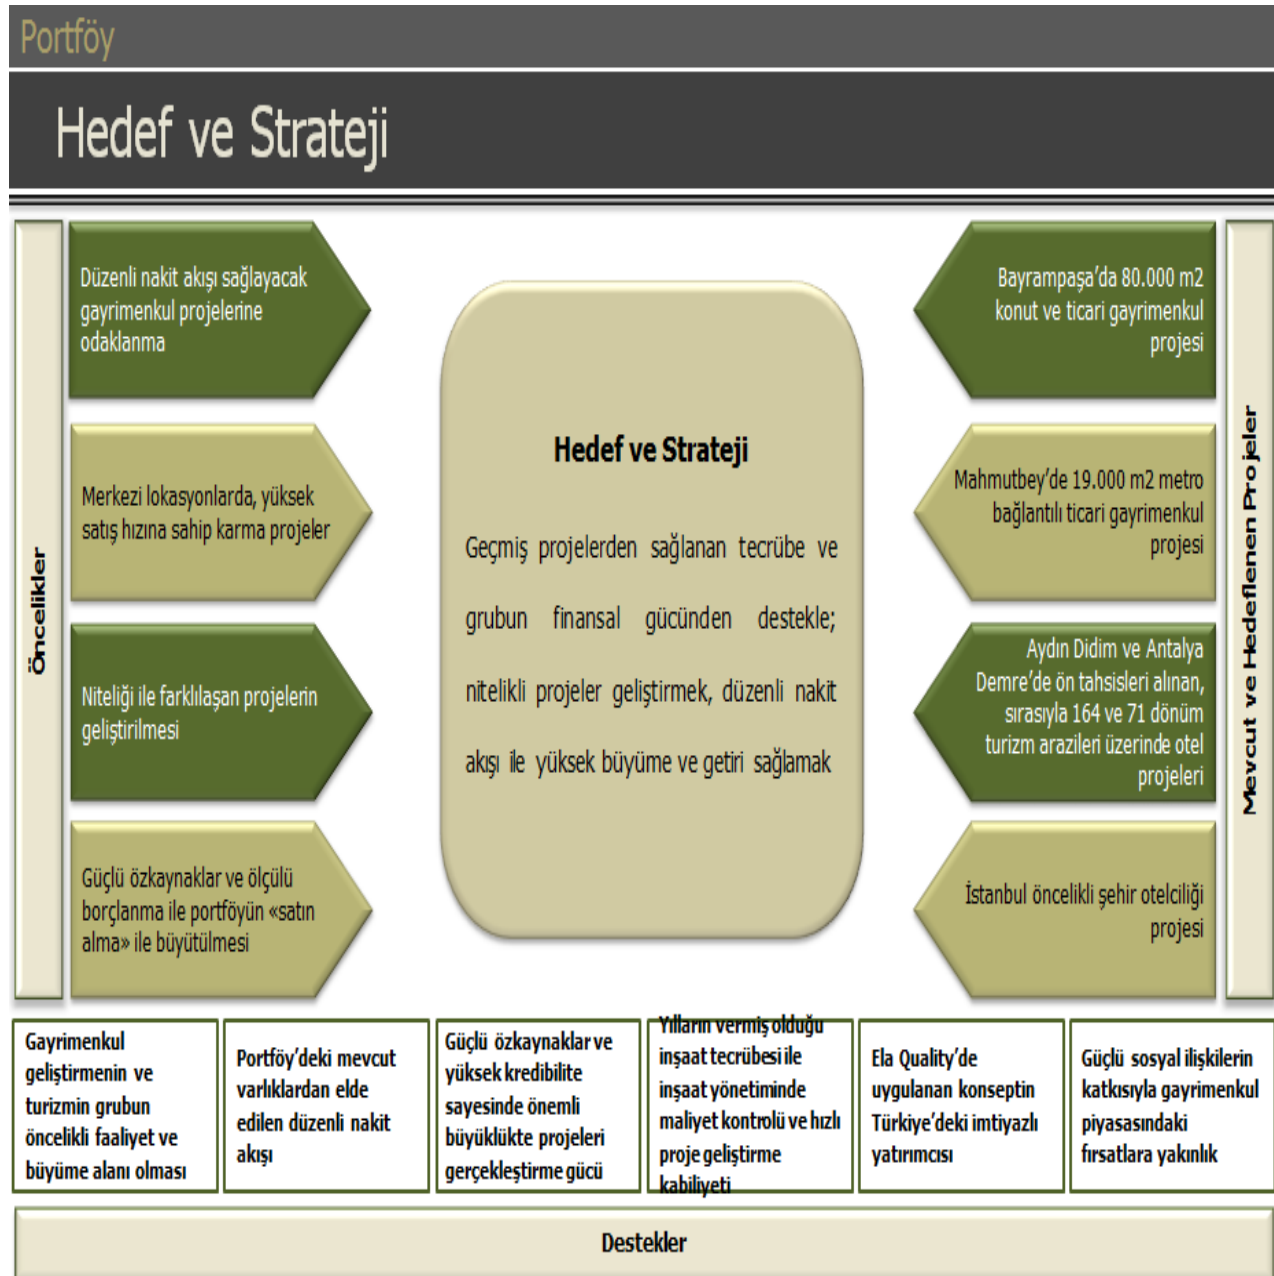 Portföy
Hedef ve Strateji
Öncelikler
Düzenli nakit akışı sağlayacak
gayrimenkul projelerine
odaklanma
Merkezi lokasyonlarda, yüksek
satış hızına sahip karma projeler
Niteliği ile farklılaşan projelerin
geliştirilmesi
Güçlü özkaynaklar ve ölçülü
borçlanma ile portföyün «satın
alma» ile büyütülmesi
Hedef ve Strateji
Geçmiş projelerden sağlanan tecrübe ve
grubun finansal gücünden destekle;
nitelikli projeler geliştirmek, düzenli nakit
akışı ile yüksek büyüme ve getiri sağlamak
Bayrampaşa'da 80.000 m2
konut ve ticari gayrimenkul
projesi
Mahmutbey'de 19.000 m2 metro
bağlantılı ticari gayrimenkul
projesi
Aydın Didim ve Antalya
Demre'de ön tahsisleri alınan,
sırasıyla 164 ve 71 dönüm
turizm arazileri üzerinde otel
projeleri
İstanbul öncelikli şehir otelciliği
projesi
Mevcut ve Hedeflenen Projeler
Gayrimenkul
geliştirmenin ve
turizmin grubun
öncelikli faaliyet ve
büyüme alanı olması
Portföy'deki mevcut
varlıklardan elde
edilen düzenli nakit
akışı
Güçlü özkaynaklar ve
yüksek kredibilite
sayesinde önemli
büyüklükte projeleri
gerçekleştirme gücü
Yılların vermiş olduğu
inşaat tecrübesi ile
inşaat yönetiminde
maliyet kontrolü ve hızlı
proje geliştirme
kabiliyeti
Ela Quality'de
uygulanan konseptin
Türkiye'deki imtiyazlı
yatırımcısı
Güçlü sosyal ilişkilerin
katkısıyla gayrimenkul
piyasasındaki
fırsatlara yakınlık
Destekler